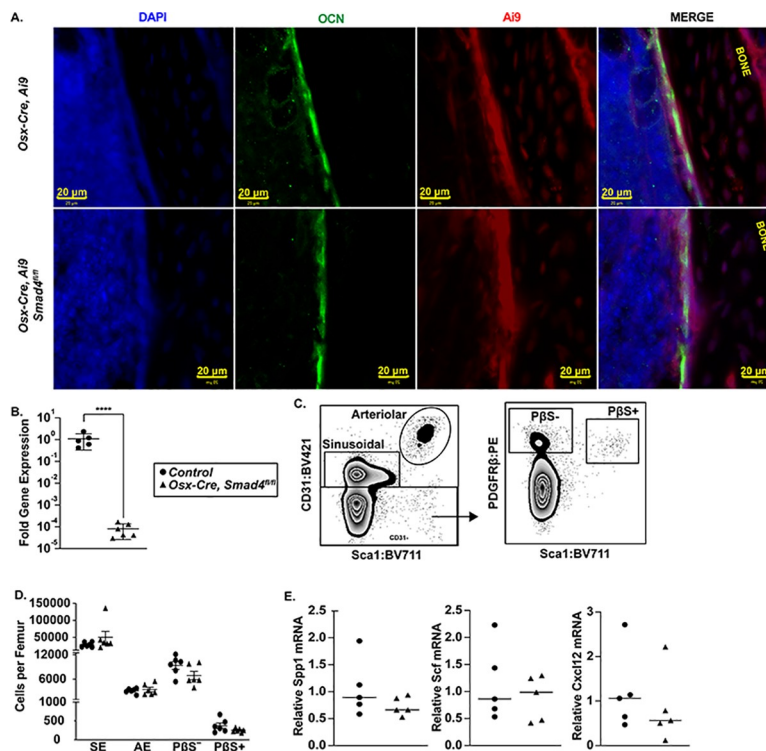 A.
DAPI
OCN
Ai9
MERGE
Osx-Cre, Ai9
BONE
20 µm
20 µm
20 µm
20 µm
Osx-Cre, Ai9
Smad4fl/fl
BONE
20 µm
20 µm
20 µm
20 µm
B.
Fold Gene Expression
10^1
10^0
10^-1
10^-2
10^-3
10^-4
10^-5
****
Control
Osx-Cre, Smad4fl/fl
C.
Arteriolar
Sinusoidal
CD31-
CD31:BV421
Sca1:BV711
PβS-
PβS+
PDGFRβ:PE
Sca1:BV711
D.
Cells per Femur
150000
100000
50000
12000
6000
1000
500
0
SE
AE
PβS-
PβS+
E.
Relative Spp1 mRNA
2.5
2.0
1.5
1.0
0.5
0.0
Relative Scf mRNA
2.5
2.0
1.5
1.0
0.5
0.0
Relative Cxcl12 mRNA
3
2
1
0